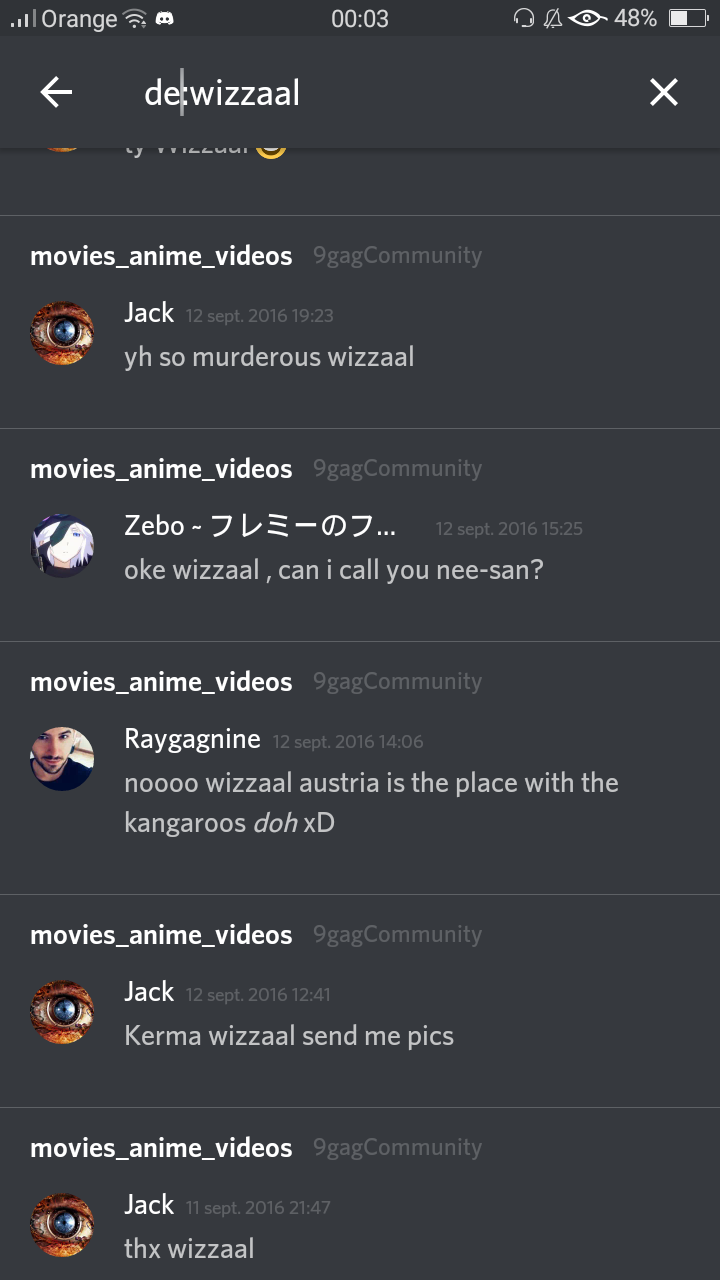 Orange 00:03 48%
de:wizzaal
ty Wizzaal
movies_anime_videos 9gagCommunity
Jack 12 sept. 2016 19:23
yh so murderous wizzaal
movies_anime_videos 9gagCommunity
Zebo ~ フレミーのフ... 12 sept. 2016 15:25
oke wizzaal , can i call you nee-san?
movies_anime_videos 9gagCommunity
Raygagnine 12 sept. 2016 14:06
noooo wizzaal austria is the place with the
kangaroos doh xD
movies_anime_videos 9gagCommunity
Jack 12 sept. 2016 12:41
Kerma wizzaal send me pics
movies_anime_videos 9gagCommunity
Jack 11 sept. 2016 21:47
thx wizzaal